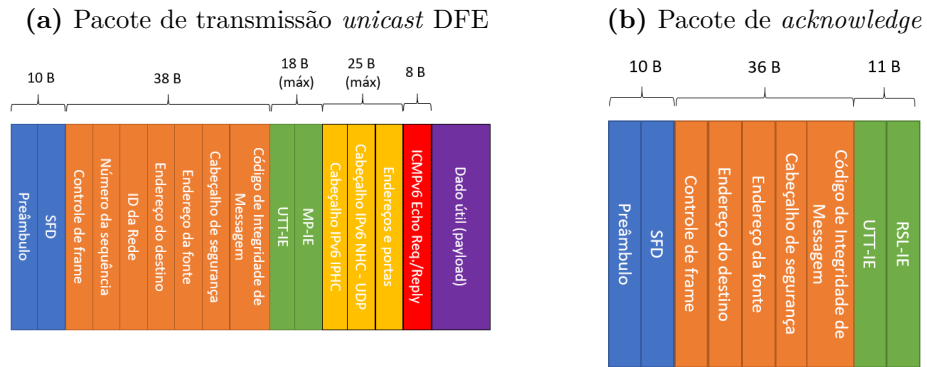 (a) Pacote de transmissão unicast DFE
10 B
38 B
18 B
(máx)
25 B
(máx)
8 B
Preâmbulo
SFD
Controle de frame
Número da sequência
ID da Rede
Endereço do destino
Endereço da fonte
Cabeçalho de segurança
Código de Integridade de
Messagem
UTT-IE
MP-IE
Cabeçalho IPv6 IPHC
Cabeçalho IPv6 NHC - UDP
Endereços e portas
ICMPv6 Echo Req./Reply
Dado útil (payload)
(b) Pacote de acknowledge
10 B
36 B
11 B
Preâmbulo
SFD
Controle de frame
Endereço do destino
Endereço da fonte
Cabeçalho de segurança
Código de Integridade de
Messagem
UTT-IE
RSL-IE